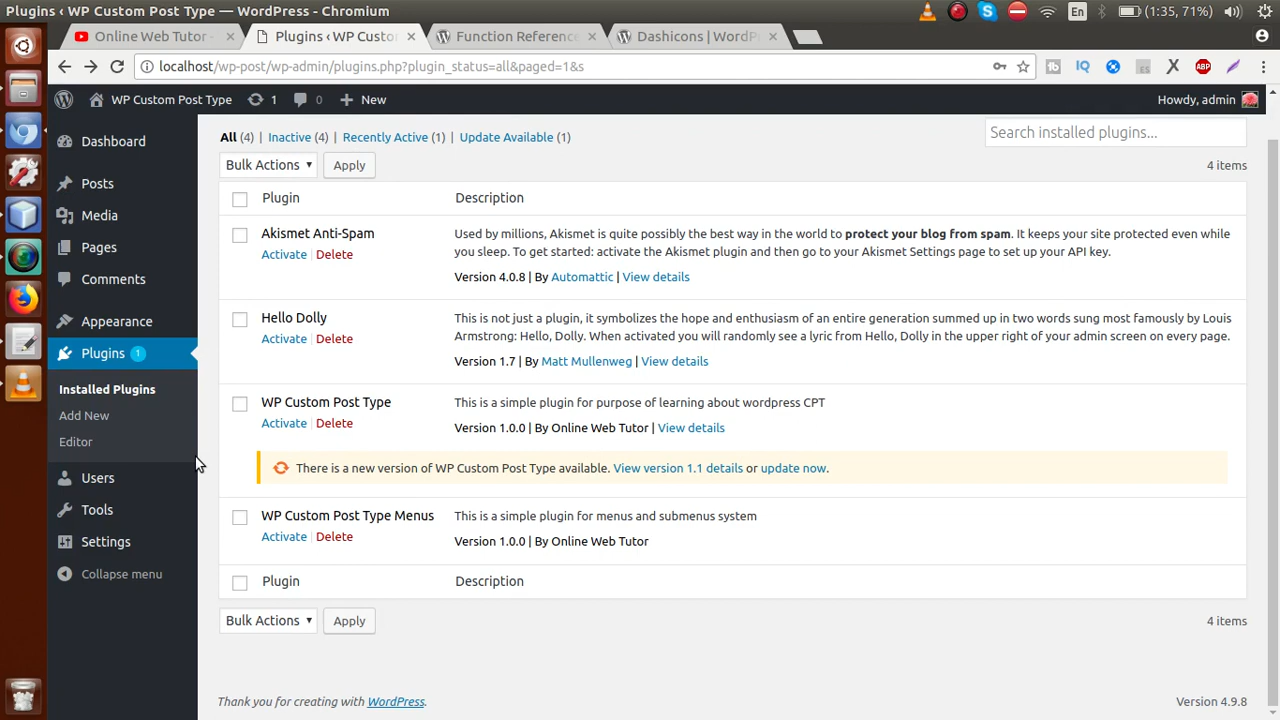 Plugins ‹ WP Custom Post Type — WordPress - Chromium
En
(1:35, 71%)
Online Web Tutor -
Plugins ‹ WP Custo
Function Reference
Dashicons | WordP
localhost/wp-post/wp-admin/plugins.php?plugin_status=all&paged=1&s
IQ
ABP
WP Custom Post Type
1
0
New
Howdy, admin
Dashboard
Posts
Media
Pages
Comments
Appearance
Plugins 1
Installed Plugins
Add New
Editor
Users
Tools
Settings
Collapse menu
All (4) | Inactive (4) | Recently Active (1) | Update Available (1)
Search installed plugins...
Bulk Actions
Apply
4 items
Plugin
Description
Akismet Anti-Spam
Activate | Delete
Used by millions, Akismet is quite possibly the best way in the world to protect your blog from spam. It keeps your site protected even while
you sleep. To get started: activate the Akismet plugin and then go to your Akismet Settings page to set up your API key.
Version 4.0.8 | By Automattic | View details
Hello Dolly
Activate | Delete
This is not just a plugin, it symbolizes the hope and enthusiasm of an entire generation summed up in two words sung most famously by Louis
Armstrong: Hello, Dolly. When activated you will randomly see a lyric from Hello, Dolly in the upper right of your admin screen on every page.
Version 1.7 | By Matt Mullenweg | View details
WP Custom Post Type
Activate | Delete
This is a simple plugin for purpose of learning about wordpress CPT
Version 1.0.0 | By Online Web Tutor | View details
There is a new version of WP Custom Post Type available. View version 1.1 details or update now.
WP Custom Post Type Menus
Activate | Delete
This is a simple plugin for menus and submenus system
Version 1.0.0 | By Online Web Tutor
Plugin
Description
Bulk Actions
Apply
4 items
Thank you for creating with WordPress.
Version 4.9.8